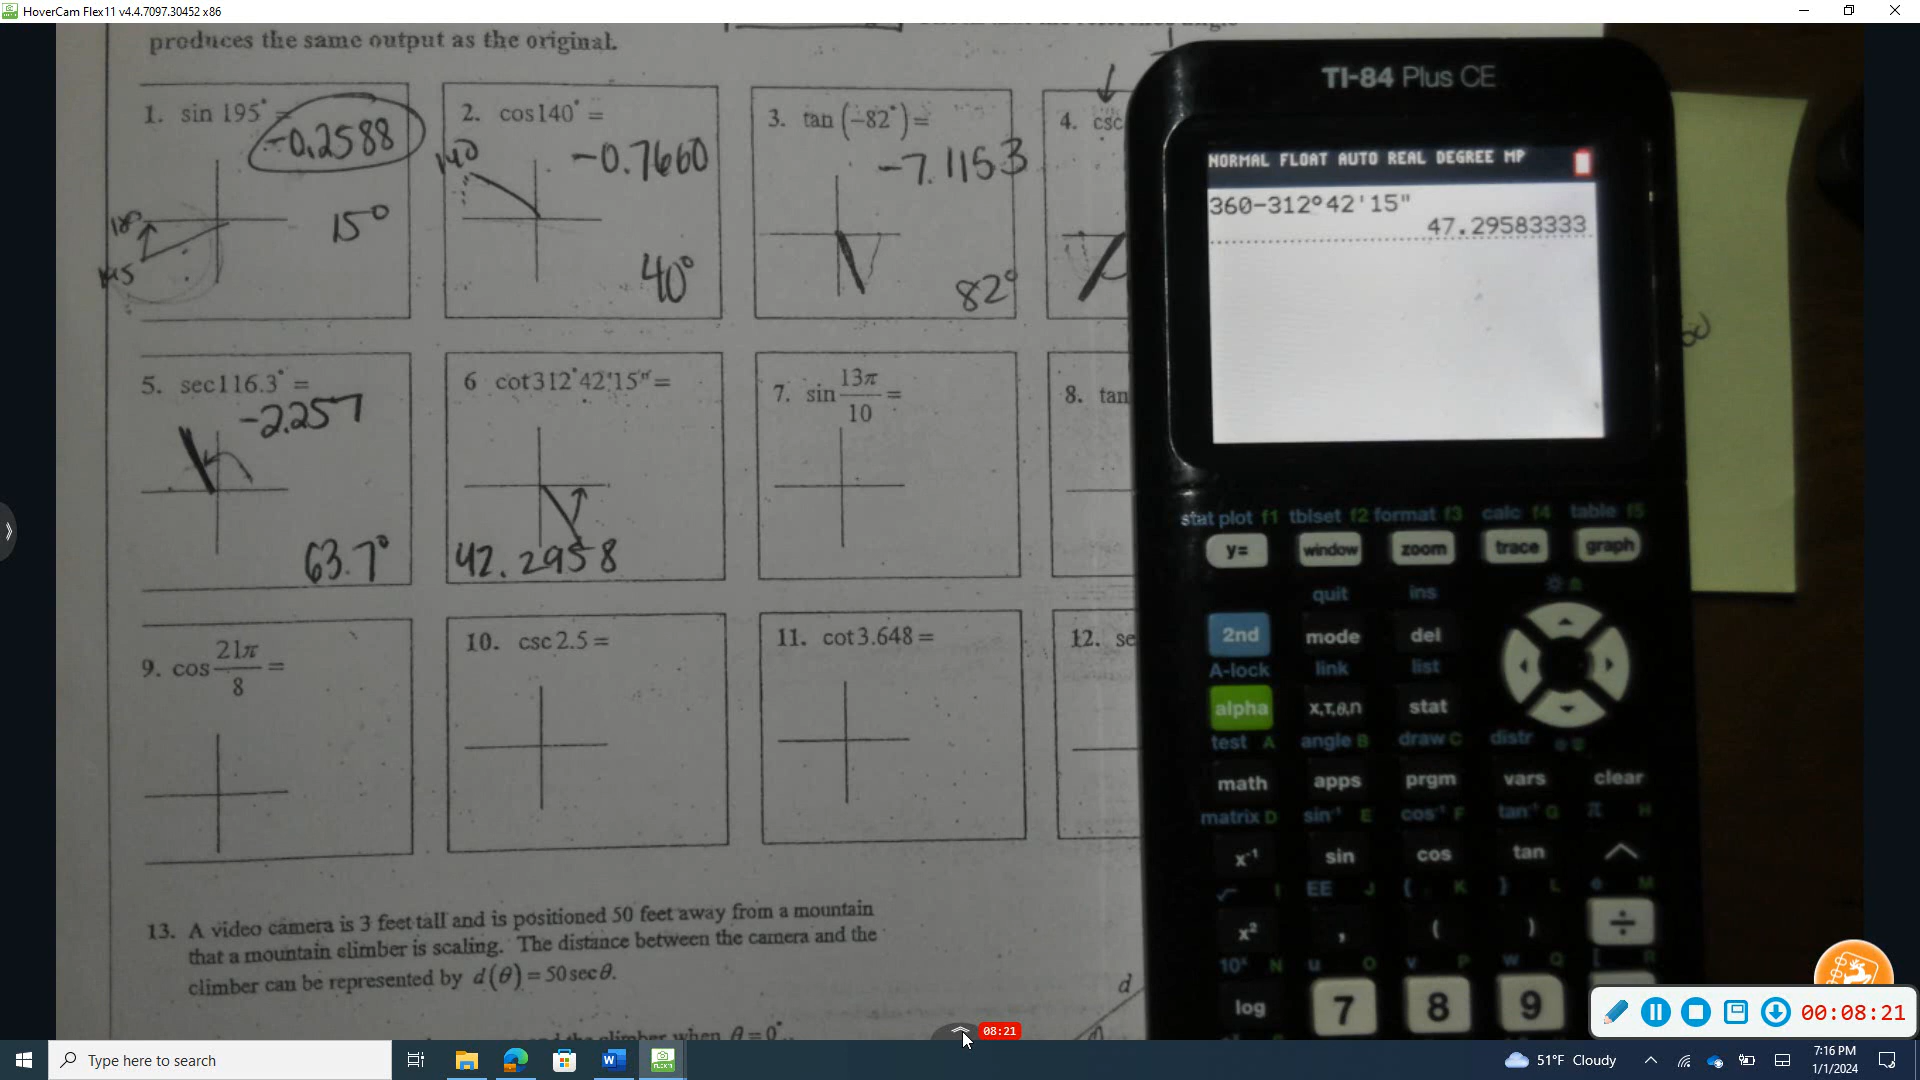 HoverCam Flex11 v4.4.7097.30452 x86
produces the same output as the original.
1. sin 195° =
-0.2588
15°
2. cos140° =
140
-0.7660
40°
3. tan (-82°) =
-7.1153
82°
4. csc
5. sec116.3° =
-2.257
63.7°
6 cot312°42'15" =
42.2958
7. sin 13π/10 =
8. tan
9. cos 21π/8 =
10. csc 2.5 =
11. cot 3.648 =
12. se
13. A video camera is 3 feet tall and is positioned 50 feet away from a mountain
that a mountain climber is scaling. The distance between the camera and the
climber can be represented by d(θ) = 50 sec θ.
d
the climber when θ = 0°.
TI-84 Plus CE
NORMAL FLOAT AUTO REAL DEGREE MP
360-312°42'15"
47.29583333
stat plot f1 tblset f2 format f3 calc f4 table f5
y= window zoom trace graph
quit ins
2nd mode del
A-lock link list
alpha x,T,θ,n stat
test A angle B draw C distr
math apps prgm vars clear
matrix D sin⁻¹ E cos⁻¹ F tan⁻¹ G π H
x⁻¹ sin cos tan ^
√ I EE J { K } L e M
x² , ( ) ÷
10ˣ N u O v P w Q [ R
log 7 8 9
08:21
00:08:21
Type here to search
51°F Cloudy
7:16 PM
1/1/2024